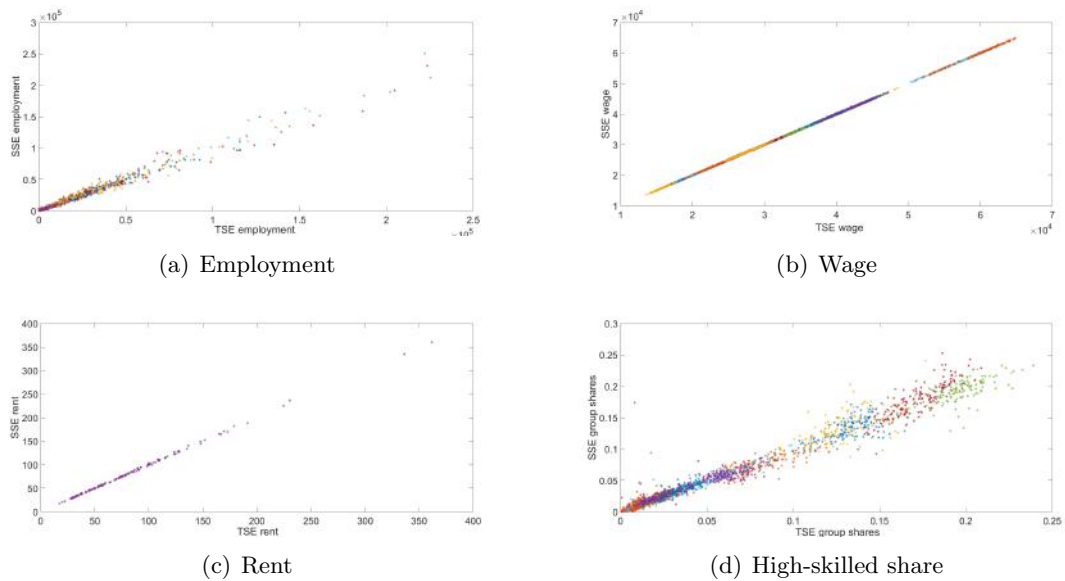 ×10⁵
3
2.5
2
1.5
1
0.5
0
SSE employment
0 0.5 1 1.5 2 2.5
TSE employment
×10⁵
(a) Employment
×10⁴
7
6
5
4
3
2
1
SSE wage
1 2 3 4 5 6 7
TSE wage
×10⁴
(b) Wage
400
350
300
250
200
150
100
50
0
SSE rent
0 50 100 150 200 250 300 350 400
TSE rent
(c) Rent
0.3
0.25
0.2
0.15
0.1
0.05
0
SSE group shares
0 0.05 0.1 0.15 0.2 0.25
TSE group shares
(d) High-skilled share